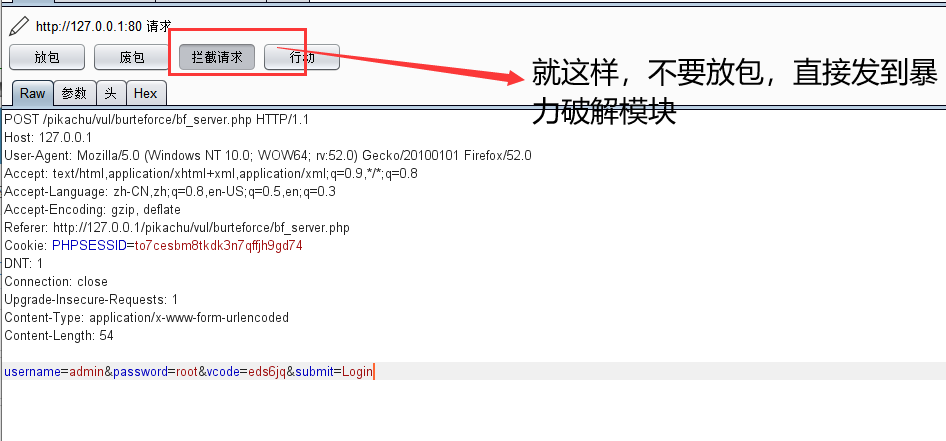 http://127.0.0.1:80 请求
放包 废包 拦截请求 行动
就这样，不要放包，直接发到暴
力破解模块
Raw 参数 头 Hex
POST /pikachu/vul/burteforce/bf_server.php HTTP/1.1
Host: 127.0.0.1
User-Agent: Mozilla/5.0 (Windows NT 10.0; WOW64; rv:52.0) Gecko/20100101 Firefox/52.0
Accept: text/html,application/xhtml+xml,application/xml;q=0.9,*/*;q=0.8
Accept-Language: zh-CN,zh;q=0.8,en-US;q=0.5,en;q=0.3
Accept-Encoding: gzip, deflate
Referer: http://127.0.0.1/pikachu/vul/burteforce/bf_server.php
Cookie: PHPSESSID=to7cesbm8tkdk3n7qffjh9gd74
DNT: 1
Connection: close
Upgrade-Insecure-Requests: 1
Content-Type: application/x-www-form-urlencoded
Content-Length: 54
username=admin&password=root&vcode=eds6jq&submit=Login